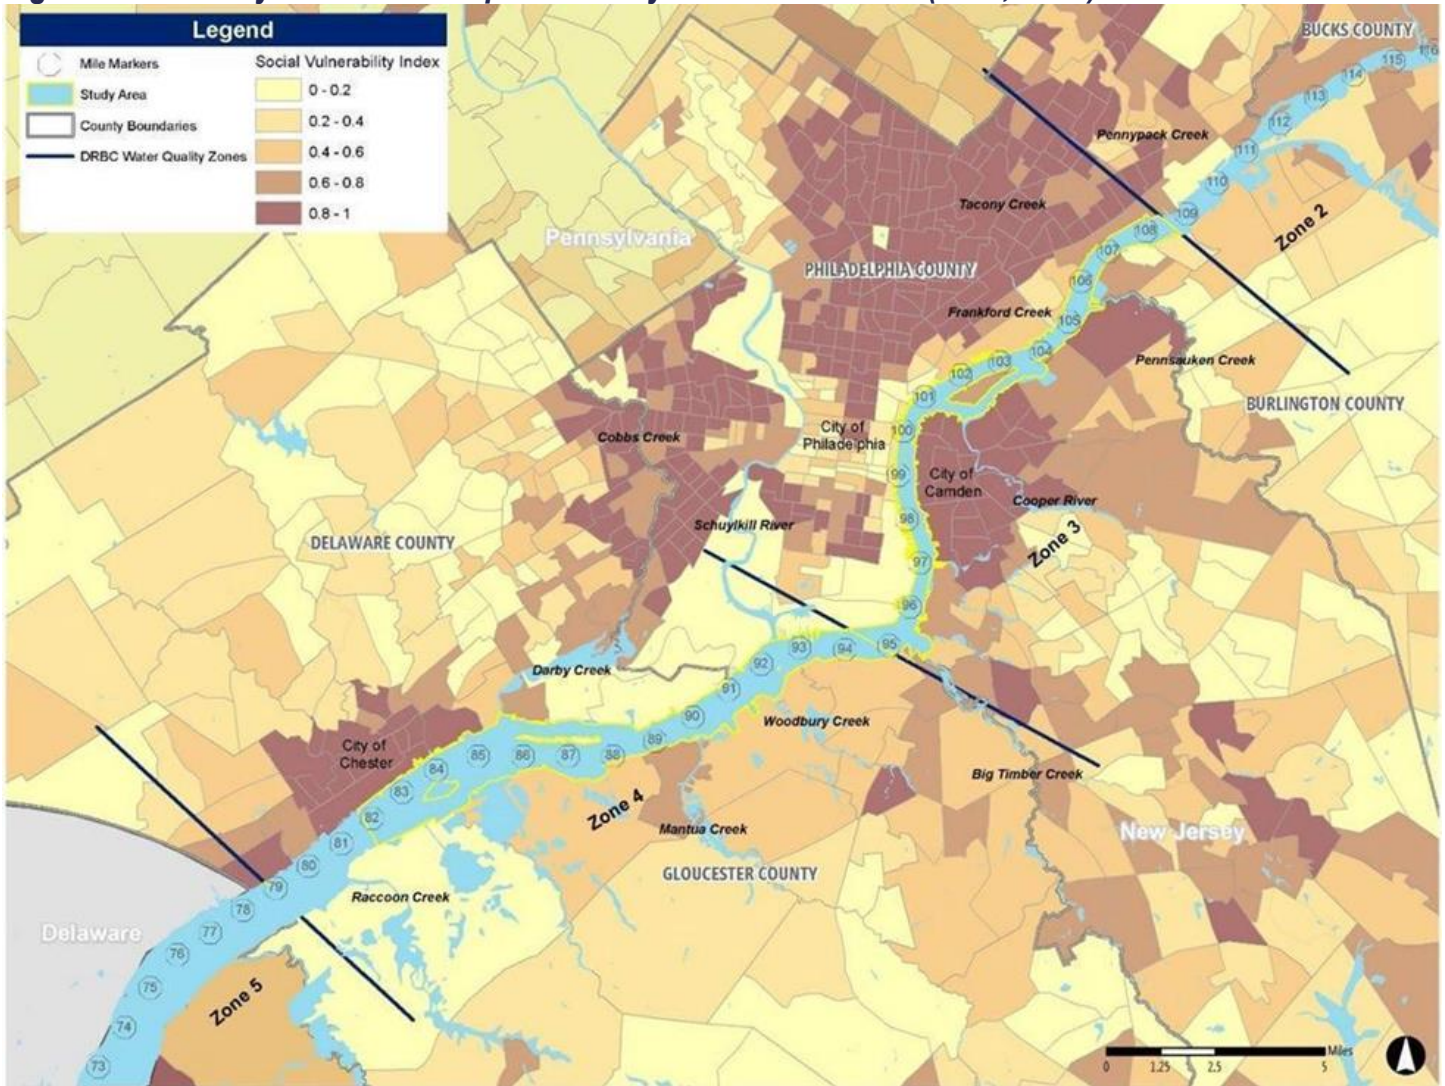 Legend
Mile Markers
Study Area
County Boundaries
DRBC Water Quality Zones
Social Vulnerability Index
0 - 0.2
0.2 - 0.4
0.4 - 0.6
0.6 - 0.8
0.8 - 1
BUCKS COUNTY
116
115
114
113
112
111
110
109
108
107
106
105
104
103
102
101
100
99
98
97
96
95
94
93
92
91
90
89
88
87
86
85
84
83
82
81
80
79
78
77
76
75
74
73
Pennypack Creek
Tacony Creek
Zone 2
Pennsylvania
PHILADELPHIA COUNTY
Frankford Creek
Pennsauken Creek
BURLINGTON COUNTY
City of
Philadelphia
Cobbs Creek
City of
Camden
Cooper River
Schuylkill River
DELAWARE COUNTY
Zone 3
Darby Creek
Woodbury Creek
City of
Chester
Big Timber Creek
Zone 4
Mantua Creek
New Jersey
GLOUCESTER COUNTY
Raccoon Creek
Delaware
Zone 5
0 1.25 2.5 5 Miles